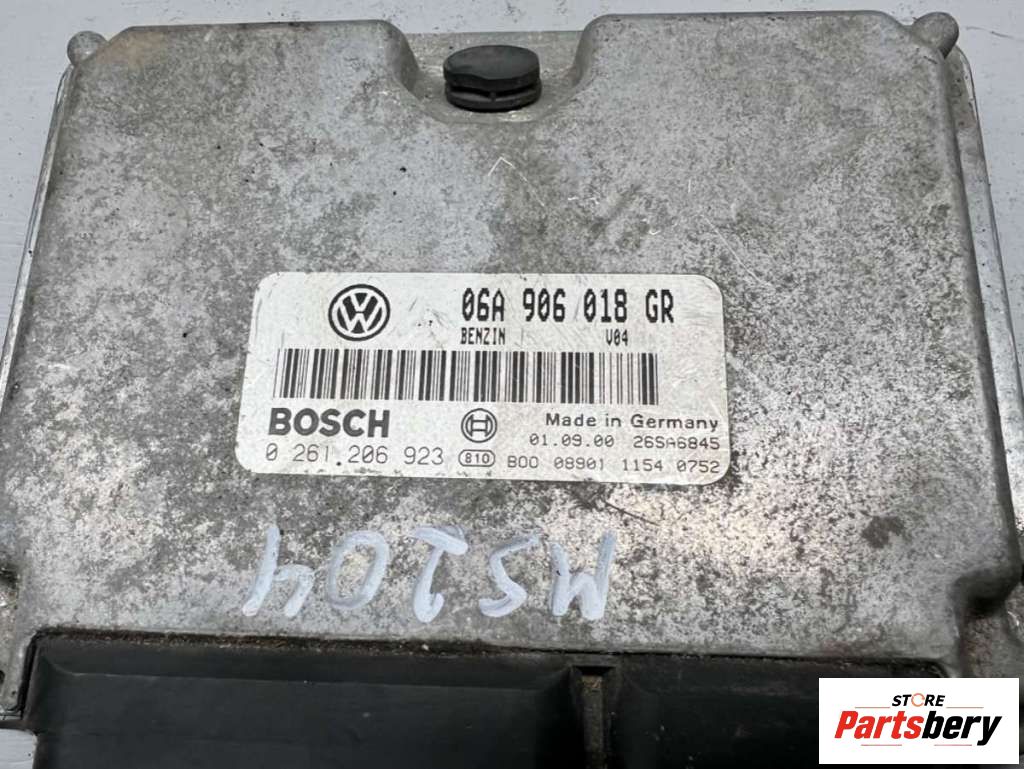 06A 906 018 GR
BENZIN V04
BOSCH
Made in Germany
01.09.00 26SA6845
0 261 206 923 810 B00 08901 1154 0752
MS204
STORE
Partsbery